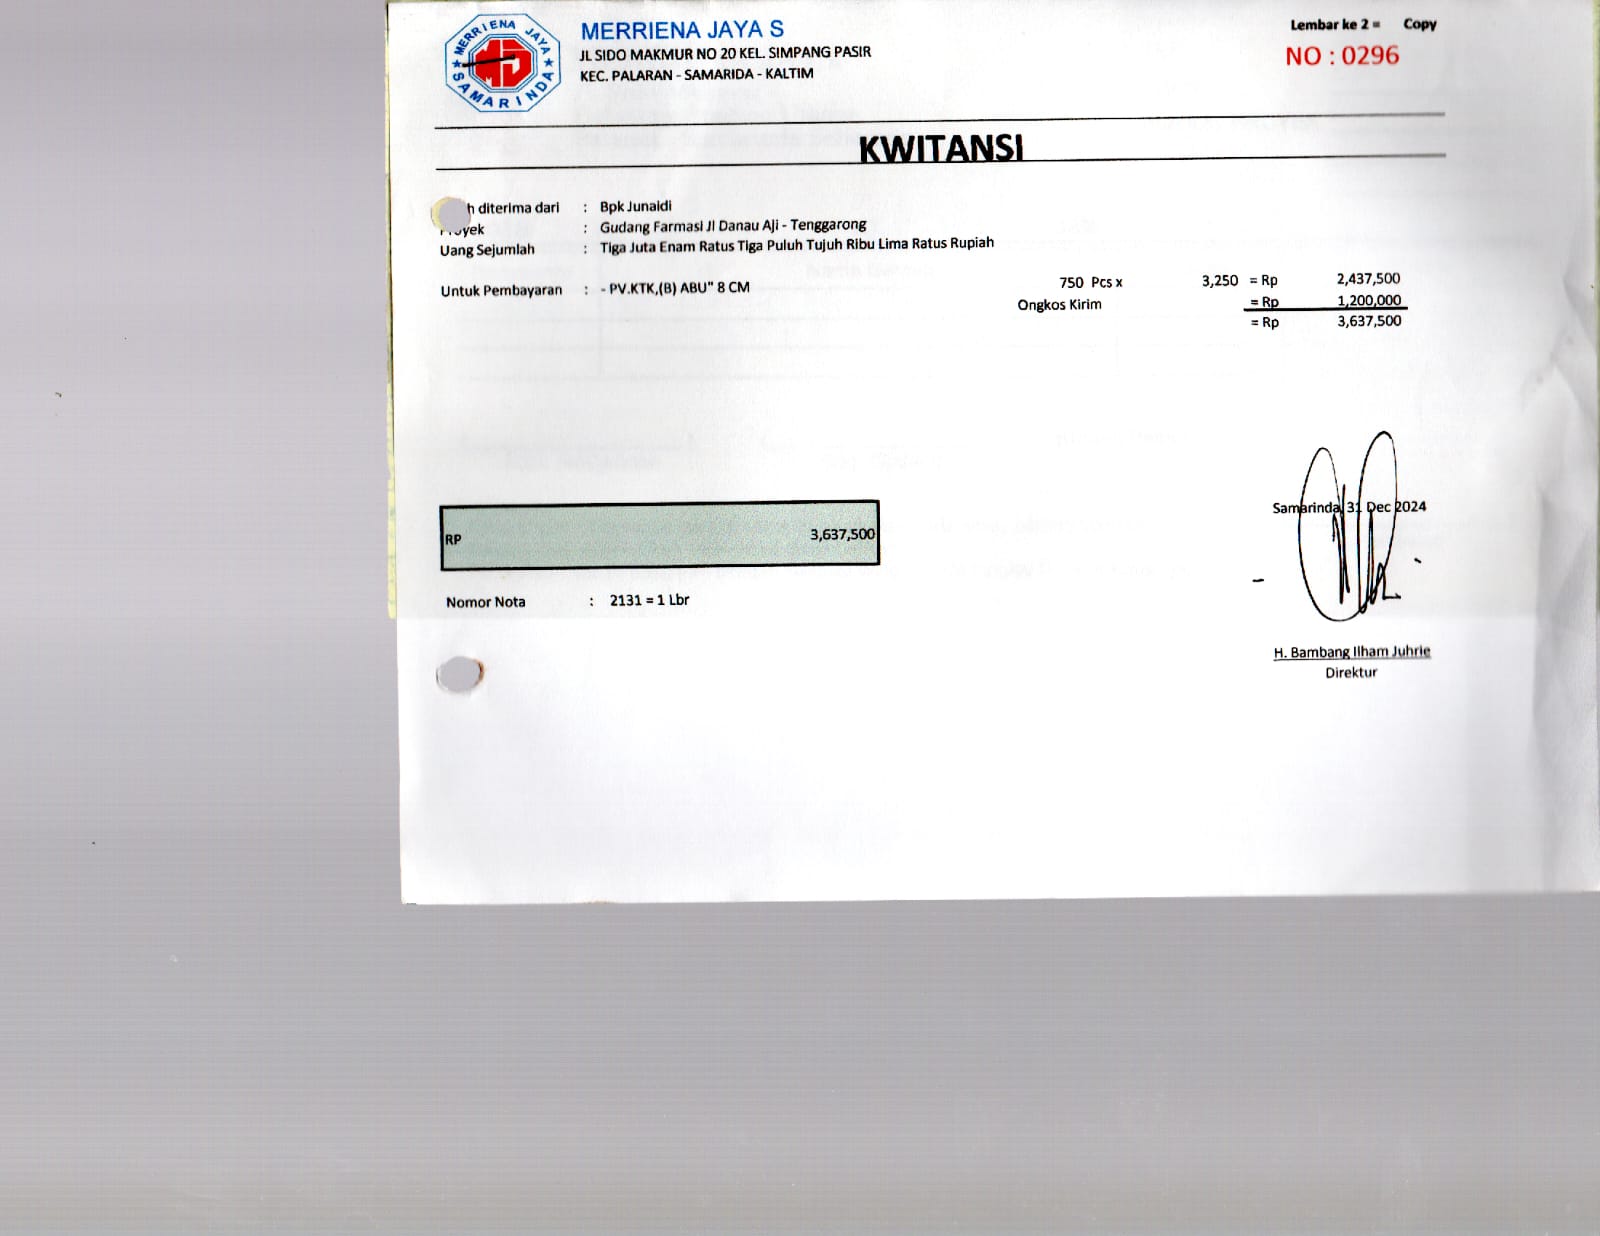 MERRIENA JAYA
SAMARINDA
MERRIENA JAYA S
JL SIDO MAKMUR NO 20 KEL. SIMPANG PASIR
KEC. PALARAN - SAMARIDA - KALTIM
Lembar ke 2 = Copy
NO : 0296
KWITANSI
h diterima dari : Bpk Junaidi
yek : Gudang Farmasi Jl Danau Aji - Tenggarong
Uang Sejumlah : Tiga Juta Enam Ratus Tiga Puluh Tujuh Ribu Lima Ratus Rupiah
Untuk Pembayaran : - PV.KTK,(B) ABU" 8 CM 750 Pcs x 3,250 = Rp 2,437,500
Ongkos Kirim = Rp 1,200,000
= Rp 3,637,500
Samarinda, 31 Dec 2024
RP 3,637,500
Nomor Nota : 2131 = 1 Lbr
H. Bambang Ilham Juhrie
Direktur